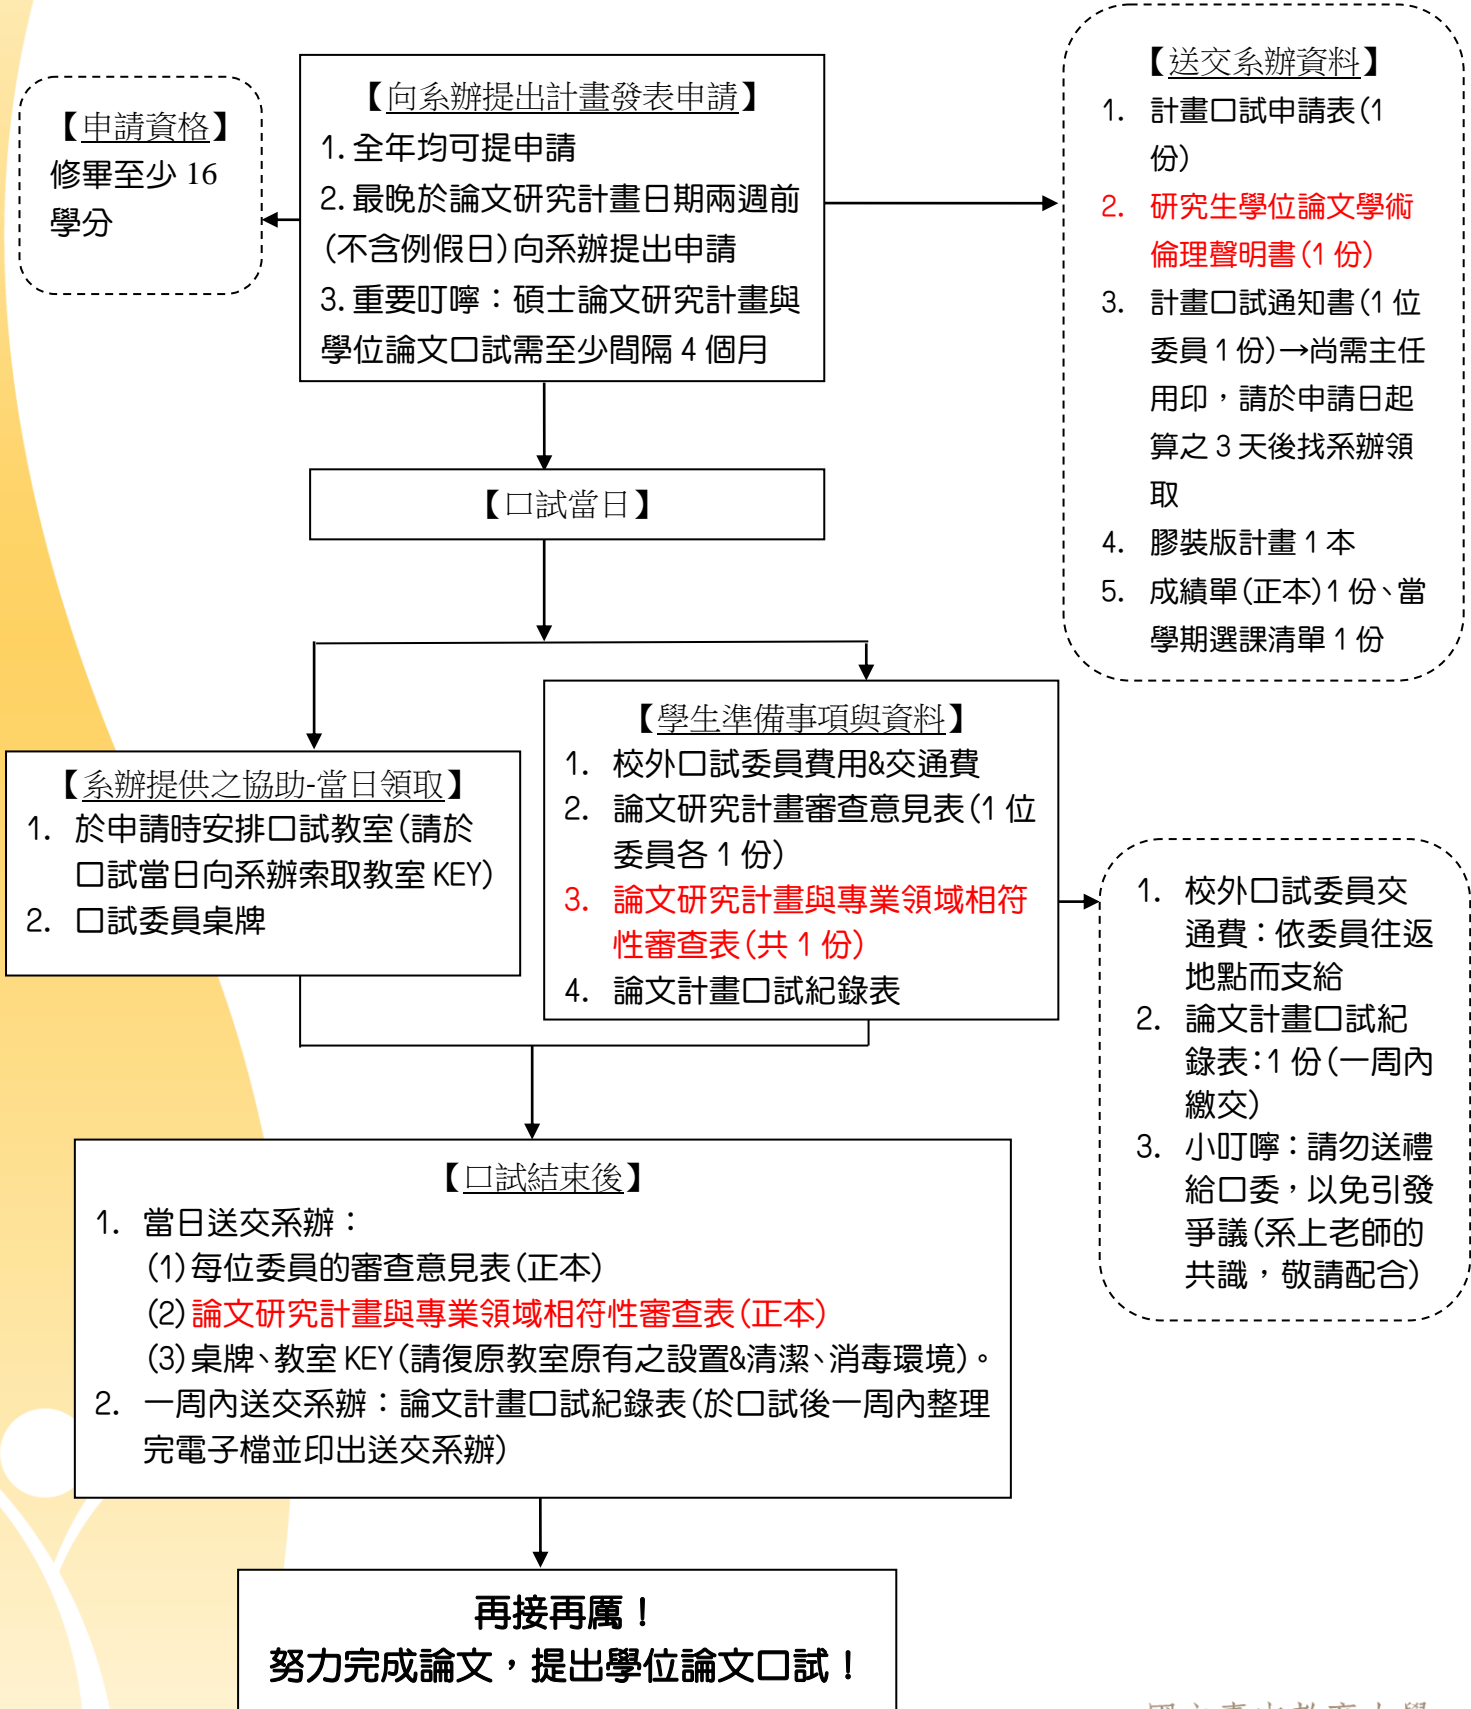 【申請資格】
修畢至少 16
學分
【向系辦提出計畫發表申請】
1.全年均可提申請
2.最晚於論文研究計畫日期兩週前
(不含例假日)向系辦提出申請
3.重要叮嚀：碩士論文研究計畫與
學位論文口試需至少間隔 4 個月
【送交系辦資料】
1. 計畫口試申請表(1
份)
2. 研究生學位論文學術
倫理聲明書(1 份)
3. 計畫口試通知書(1 位
委員 1 份)→尚需主任
用印，請於申請日起
算之 3 天後找系辦領
取
4. 膠裝版計畫 1 本
5. 成績單(正本)1 份、當
學期選課清單 1 份
【口試當日】
【系辦提供之協助-當日領取】
1. 於申請時安排口試教室(請於
口試當日向系辦索取教室 KEY)
2. 口試委員桌牌
【學生準備事項與資料】
1. 校外口試委員費用&交通費
2. 論文研究計畫審查意見表(1 位
委員各 1 份)
3. 論文研究計畫與專業領域相符
性審查表(共 1 份)
4. 論文計畫口試紀錄表
1. 校外口試委員交
通費：依委員往返
地點而支給
2. 論文計畫口試紀
錄表:1 份(一周內
繳交)
3. 小叮嚀：請勿送禮
給口委，以免引發
爭議(系上老師的
共識，敬請配合)
【口試結束後】
1. 當日送交系辦：
(1)每位委員的審查意見表(正本)
(2)論文研究計畫與專業領域相符性審查表(正本)
(3)桌牌、教室 KEY(請復原教室原有之設置&清潔、消毒環境)。
2. 一周內送交系辦：論文計畫口試紀錄表(於口試後一周內整理
完電子檔並印出送交系辦)
再接再厲！
努力完成論文，提出學位論文口試！